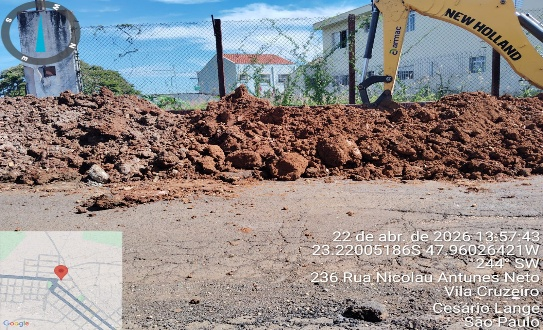 NEW HOLLAND
armac
22 de abr. de 2026 13:57:43
23.22005186S 47.96026421W
244° SW
236 Rua Nicolau Antunes Neto
Vila Cruzeiro
Cesário Lange
São Paulo
Google